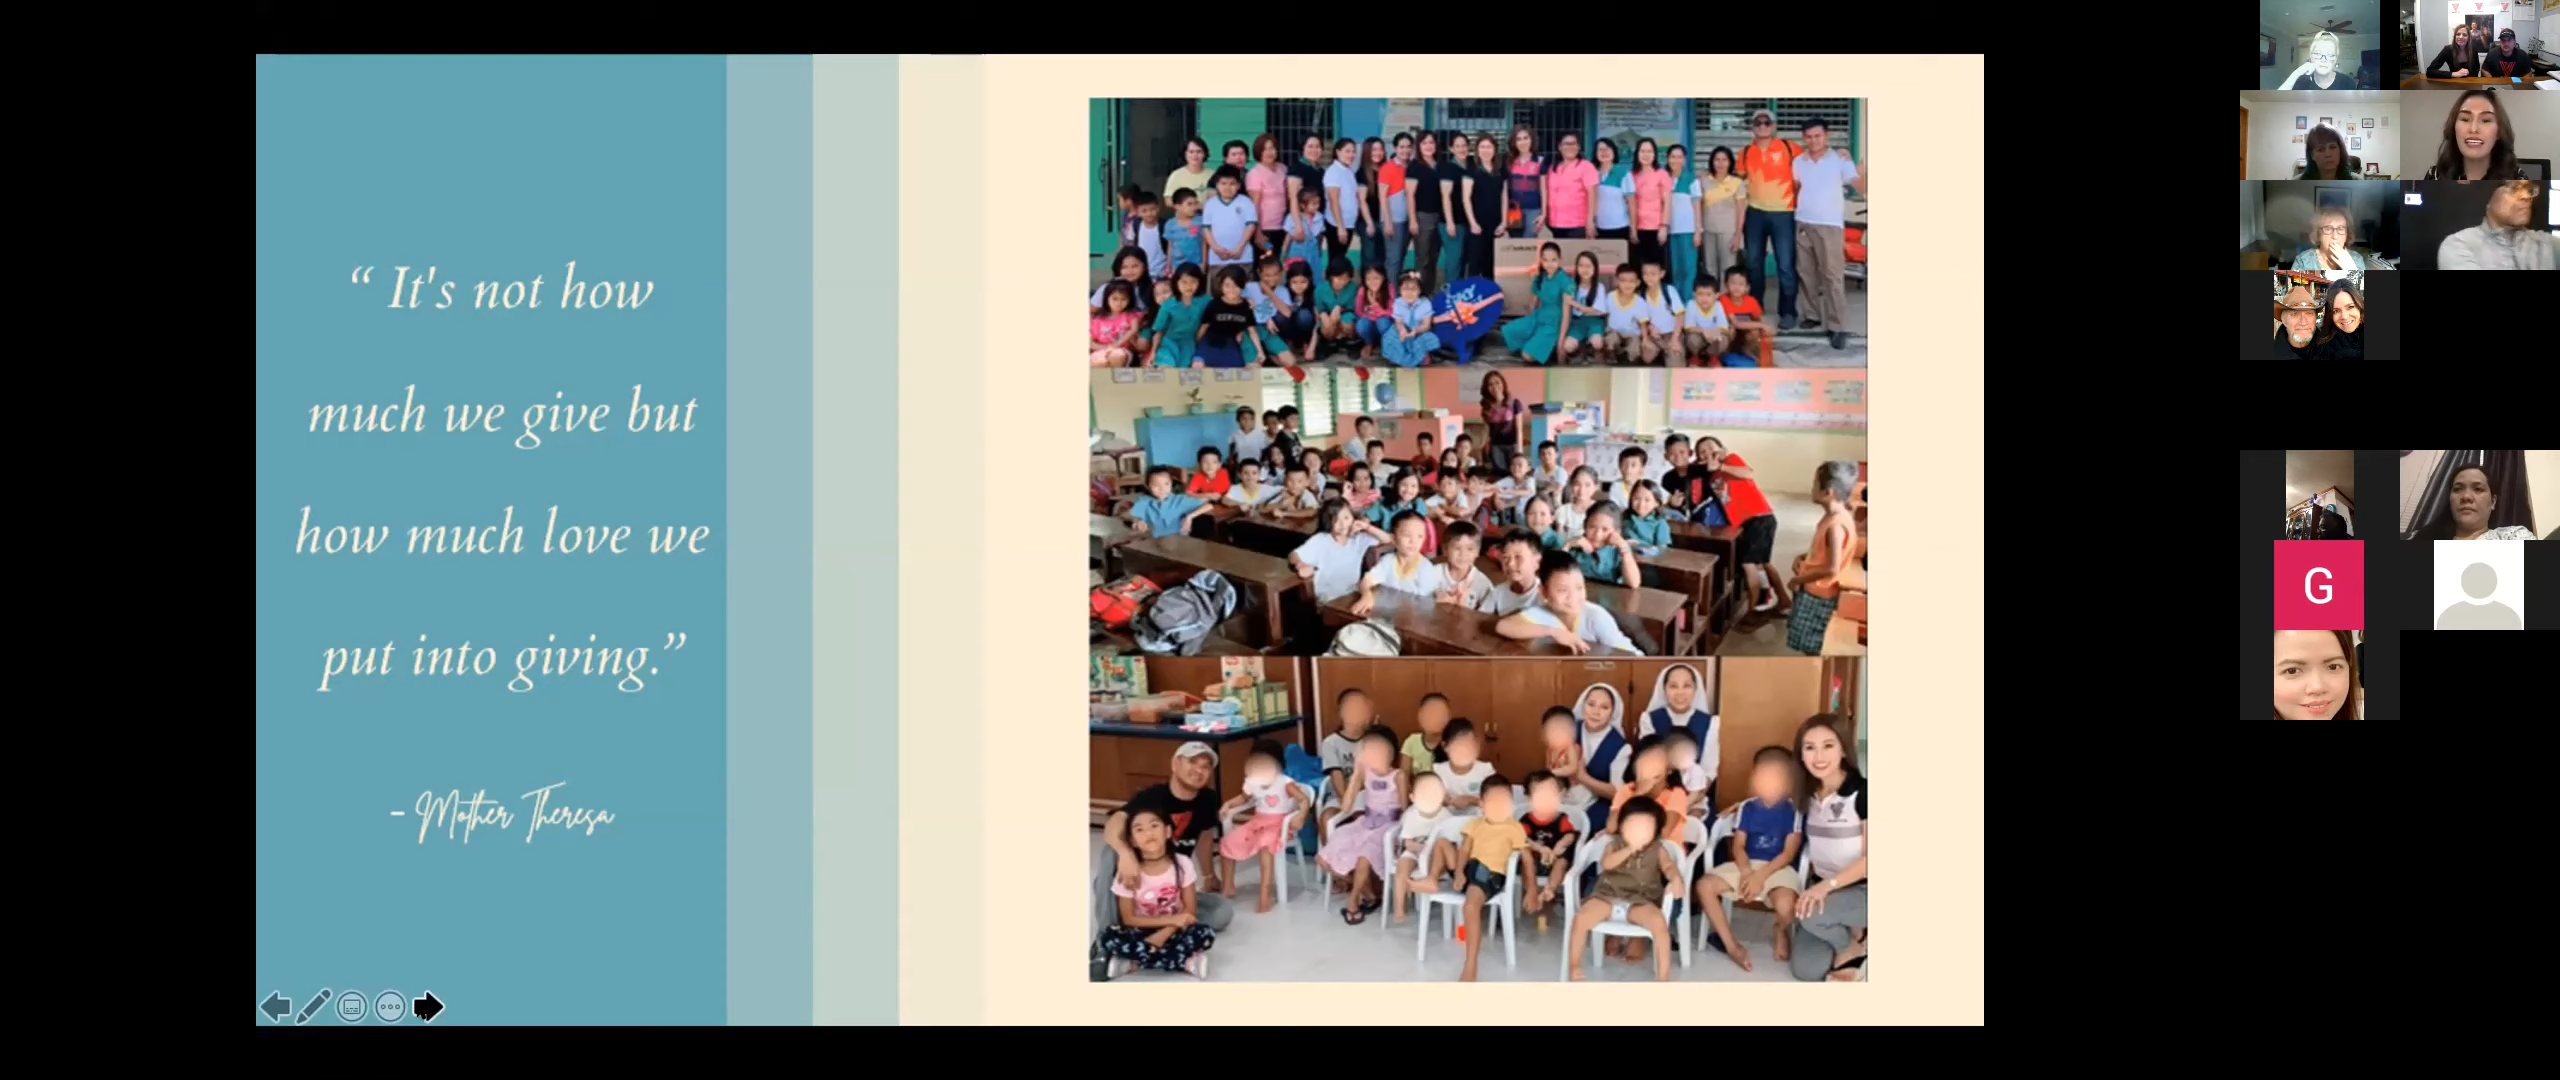 “ It's not how
much we give but
how much love we
put into giving.”
- Mother Theresa
G